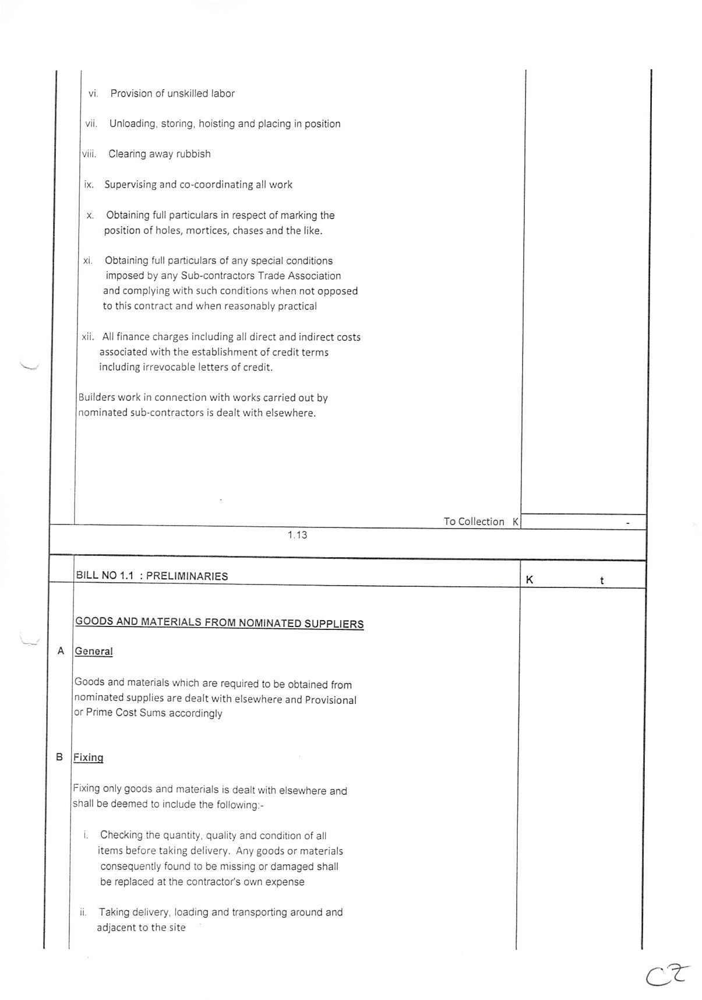 vi. Provision of unskilled labor
vii. Unloading, storing, hoisting and placing in position
viii. Clearing away rubbish
ix. Supervising and co-coordinating all work
x. Obtaining full particulars in respect of marking the
position of holes, mortices, chases and the like.
xi. Obtaining full particulars of any special conditions
imposed by any Sub-contractors Trade Association
and complying with such conditions when not opposed
to this contract and when reasonably practical
xii. All finance charges including all direct and indirect costs
associated with the establishment of credit terms
including irrevocable letters of credit.
Builders work in connection with works carried out by
nominated sub-contractors is dealt with elsewhere.
To Collection K -
1.13
BILL NO 1.1 : PRELIMINARIES K t
GOODS AND MATERIALS FROM NOMINATED SUPPLIERS
A General
Goods and materials which are required to be obtained from
nominated supplies are dealt with elsewhere and Provisional
or Prime Cost Sums accordingly
B Fixing
Fixing only goods and materials is dealt with elsewhere and
shall be deemed to include the following:-
i. Checking the quantity, quality and condition of all
items before taking delivery. Any goods or materials
consequently found to be missing or damaged shall
be replaced at the contractor's own expense
ii. Taking delivery, loading and transporting around and
adjacent to the site